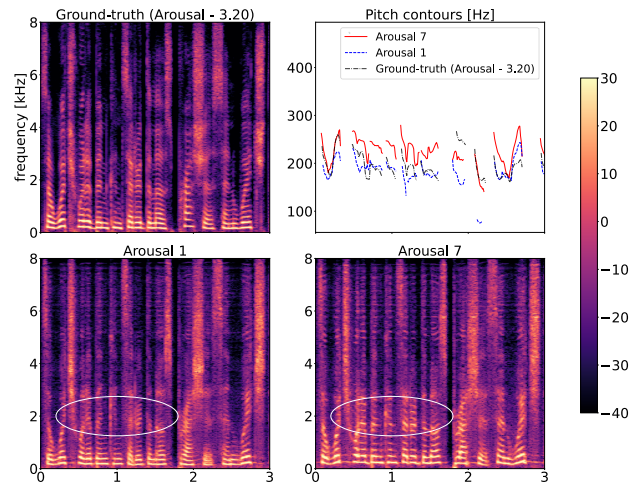 Ground-truth (Arousal - 3.20)
8
6
4
2
0
frequency [kHz]
Pitch contours [Hz]
400
300
200
100
Arousal 7
Arousal 1
Ground-truth (Arousal - 3.20)
30
20
10
0
−10
−20
−30
−40
Arousal 1
8
6
4
2
0
0 1 2 3
Arousal 7
0 1 2 3